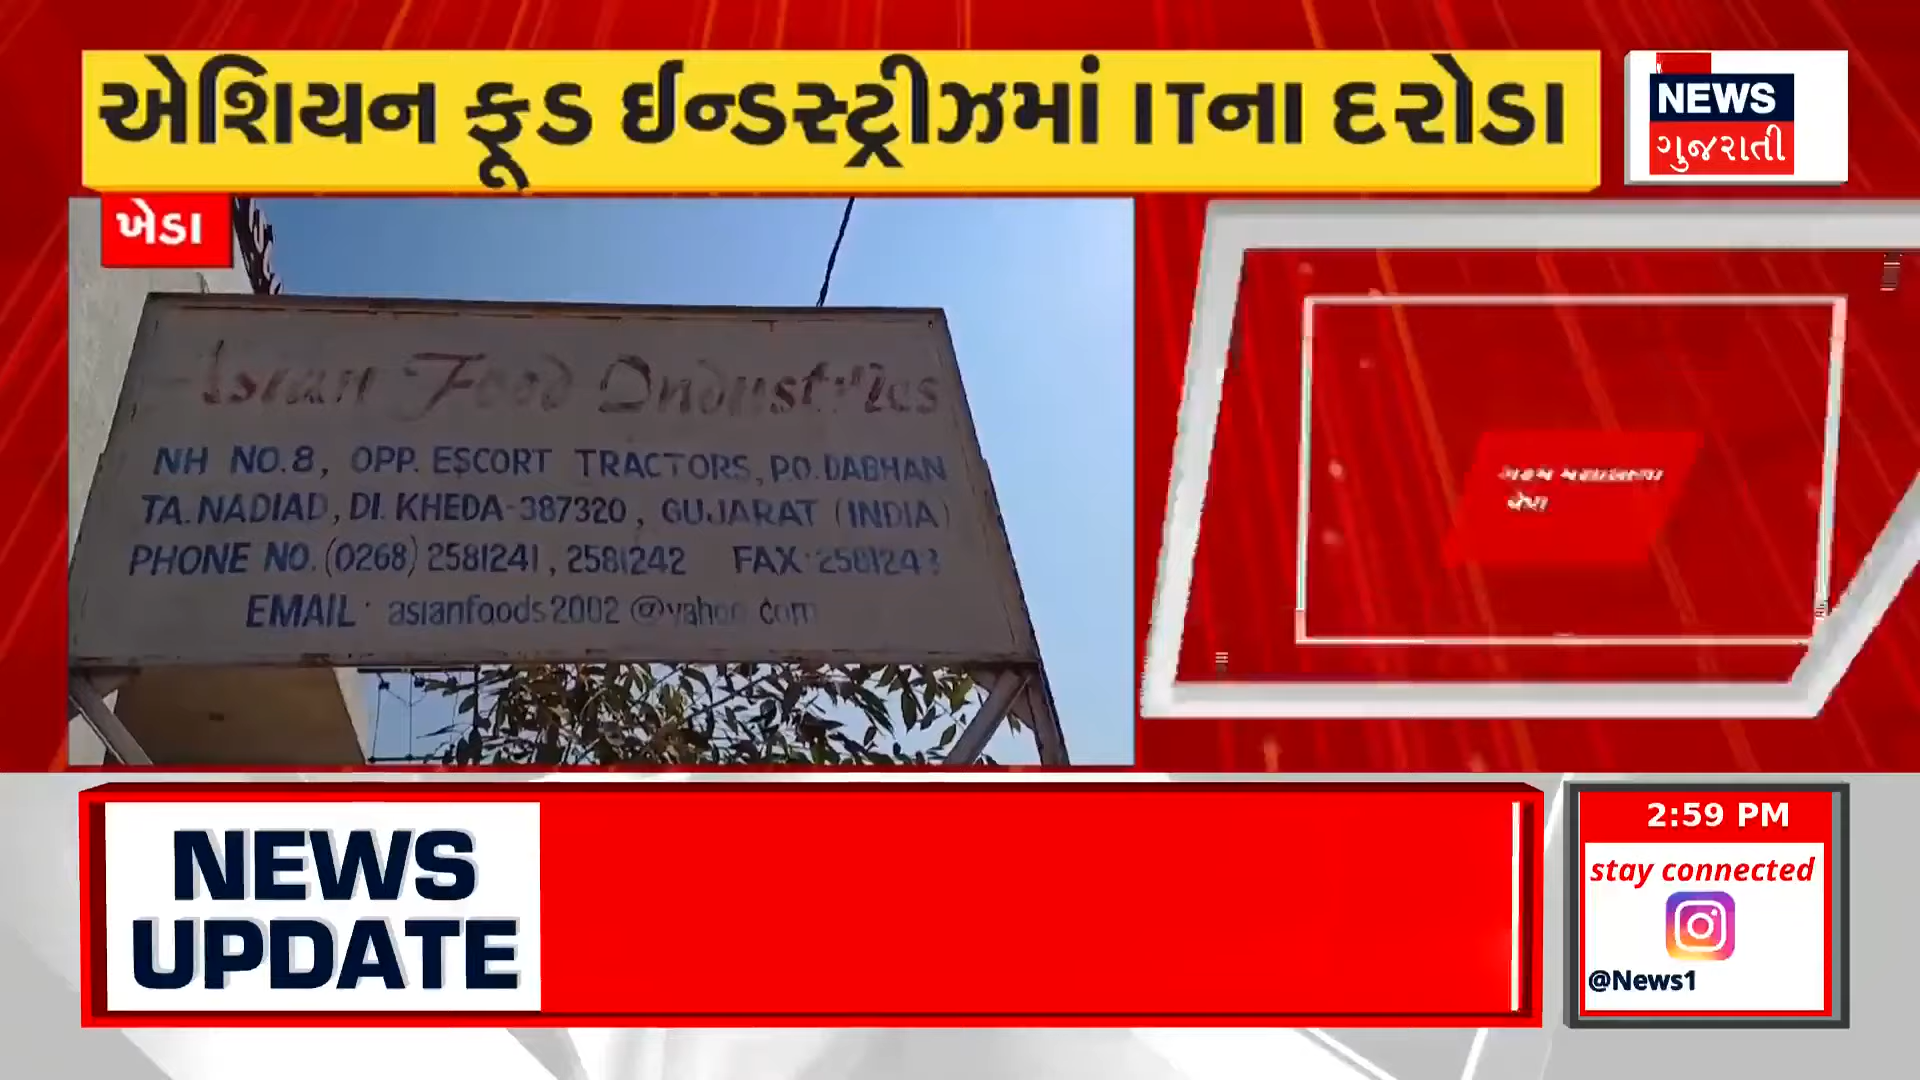 એશિયન ફૂડ ઈન્ડસ્ટ્રીઝમાં ITના દરોડા
NEWS
ગુજરાતી
ખેડા
Asian Food Industries
NH NO.8, OPP. ESCORT TRACTORS, P.O. DABHAN
TA. NADIAD, DI. KHEDA-387320, GUJARAT (INDIA)
PHONE NO. (0268) 2581241, 2581242 FAX: 2581243
EMAIL: asianfoods2002@yahoo.com
NEWS
UPDATE
2:59 PM
stay connected
@News1